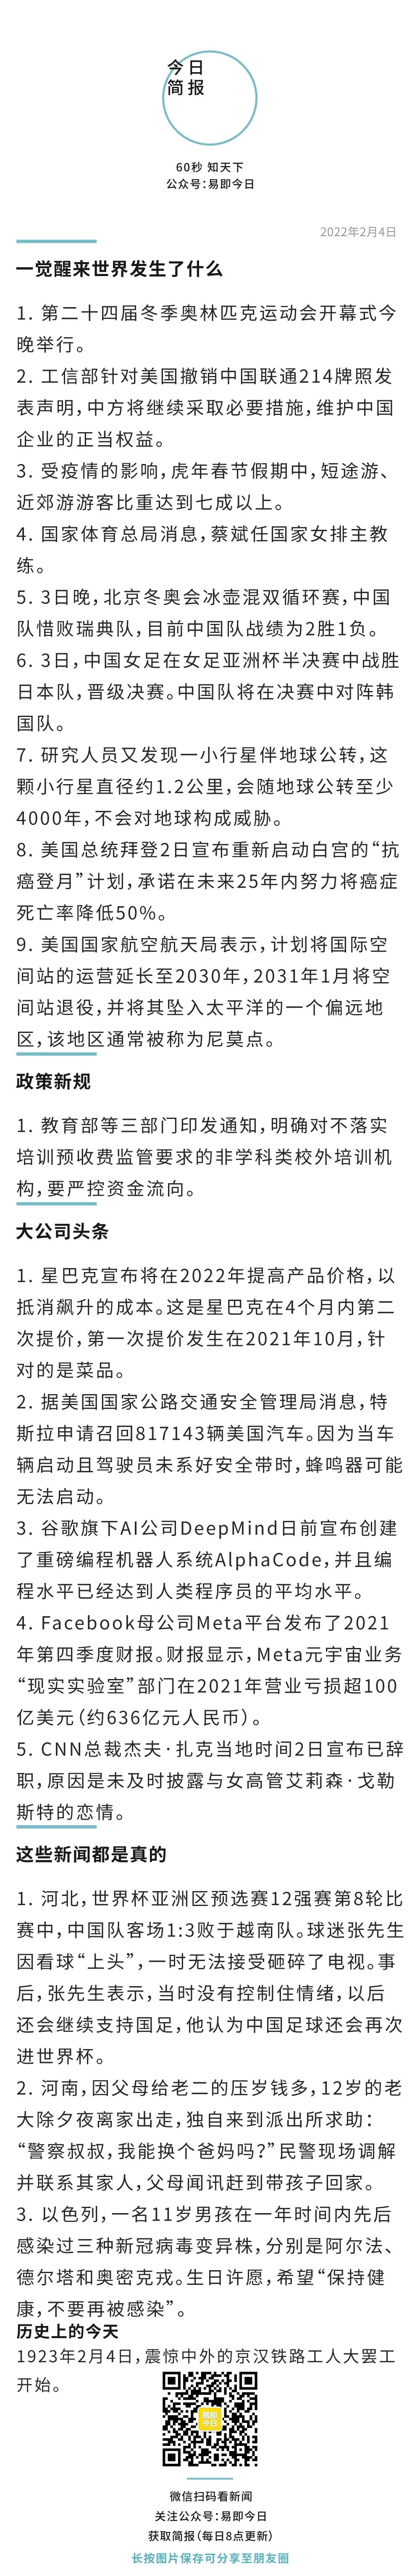 今日
简报
60秒 知天下
公众号：易即今日
2022年2月4日
一觉醒来世界发生了什么
1. 第二十四届冬季奥林匹克运动会开幕式今
晚举行。
2. 工信部针对美国撤销中国联通214牌照发
表声明，中方将继续采取必要措施，维护中国
企业的正当权益。
3. 受疫情的影响，虎年春节假期中，短途游、
近郊游游客比重达到七成以上。
4. 国家体育总局消息，蔡斌任国家女排主教
练。
5. 3日晚，北京冬奥会冰壶混双循环赛，中国
队惜败瑞典队，目前中国队战绩为2胜1负。
6. 3日，中国女足在女足亚洲杯半决赛中战胜
日本队，晋级决赛。中国队将在决赛中对阵韩
国队。
7. 研究人员又发现一小行星伴地球公转，这
颗小行星直径约1.2公里，会随地球公转至少
4000年，不会对地球构成威胁。
8. 美国总统拜登2日宣布重新启动白宫的“抗
癌登月”计划，承诺在未来25年内努力将癌症
死亡率降低50%。
9. 美国国家航空航天局表示，计划将国际空
间站的运营延长至2030年，2031年1月将空
间站退役，并将其坠入太平洋的一个偏远地
区，该地区通常被称为尼莫点。
政策新规
1. 教育部等三部门印发通知，明确对不落实
培训预收费监管要求的非学科类校外培训机
构，要严控资金流向。
大公司头条
1. 星巴克宣布将在2022年提高产品价格，以
抵消飙升的成本。这是星巴克在4个月内第二
次提价，第一次提价发生在2021年10月，针
对的是菜品。
2. 据美国国家公路交通安全管理局消息，特
斯拉申请召回817143辆美国汽车。因为当车
辆启动且驾驶员未系好安全带时，蜂鸣器可能
无法启动。
3. 谷歌旗下AI公司DeepMind日前宣布创建
了重磅编程机器人系统AlphaCode，并且编
程水平已经达到人类程序员的平均水平。
4. Facebook母公司Meta平台发布了2021
年第四季度财报。财报显示，Meta元宇宙业务
“现实实验室”部门在2021年营业亏损超100
亿美元（约636亿元人民币）。
5. CNN总裁杰夫·扎克当地时间2日宣布已辞
职，原因是未及时披露与女高管艾莉森·戈勒
斯特的恋情。
这些新闻都是真的
1. 河北，世界杯亚洲区预选赛12强赛第8轮比
赛中，中国队客场1:3败于越南队。球迷张先生
因看球“上头”，一时无法接受砸碎了电视。事
后，张先生表示，当时没有控制住情绪，以后
还会继续支持国足，他认为中国足球还会再次
进世界杯。
2. 河南，因父母给老二的压岁钱多，12岁的老
大除夕夜离家出走，独自来到派出所求助：
“警察叔叔，我能换个爸妈吗？”民警现场调解
并联系其家人，父母闻讯赶到带孩子回家。
3. 以色列，一名11岁男孩在一年时间内先后
感染过三种新冠病毒变异株，分别是阿尔法、
德尔塔和奥密克戎。生日许愿，希望“保持健
康，不要再被感染”。
历史上的今天
1923年2月4日，震惊中外的京汉铁路工人大罢工
开始。
易即
今日
微信扫码看新闻
关注公众号：易即今日
获取简报（每日8点更新）
长按图片保存可分享至朋友圈